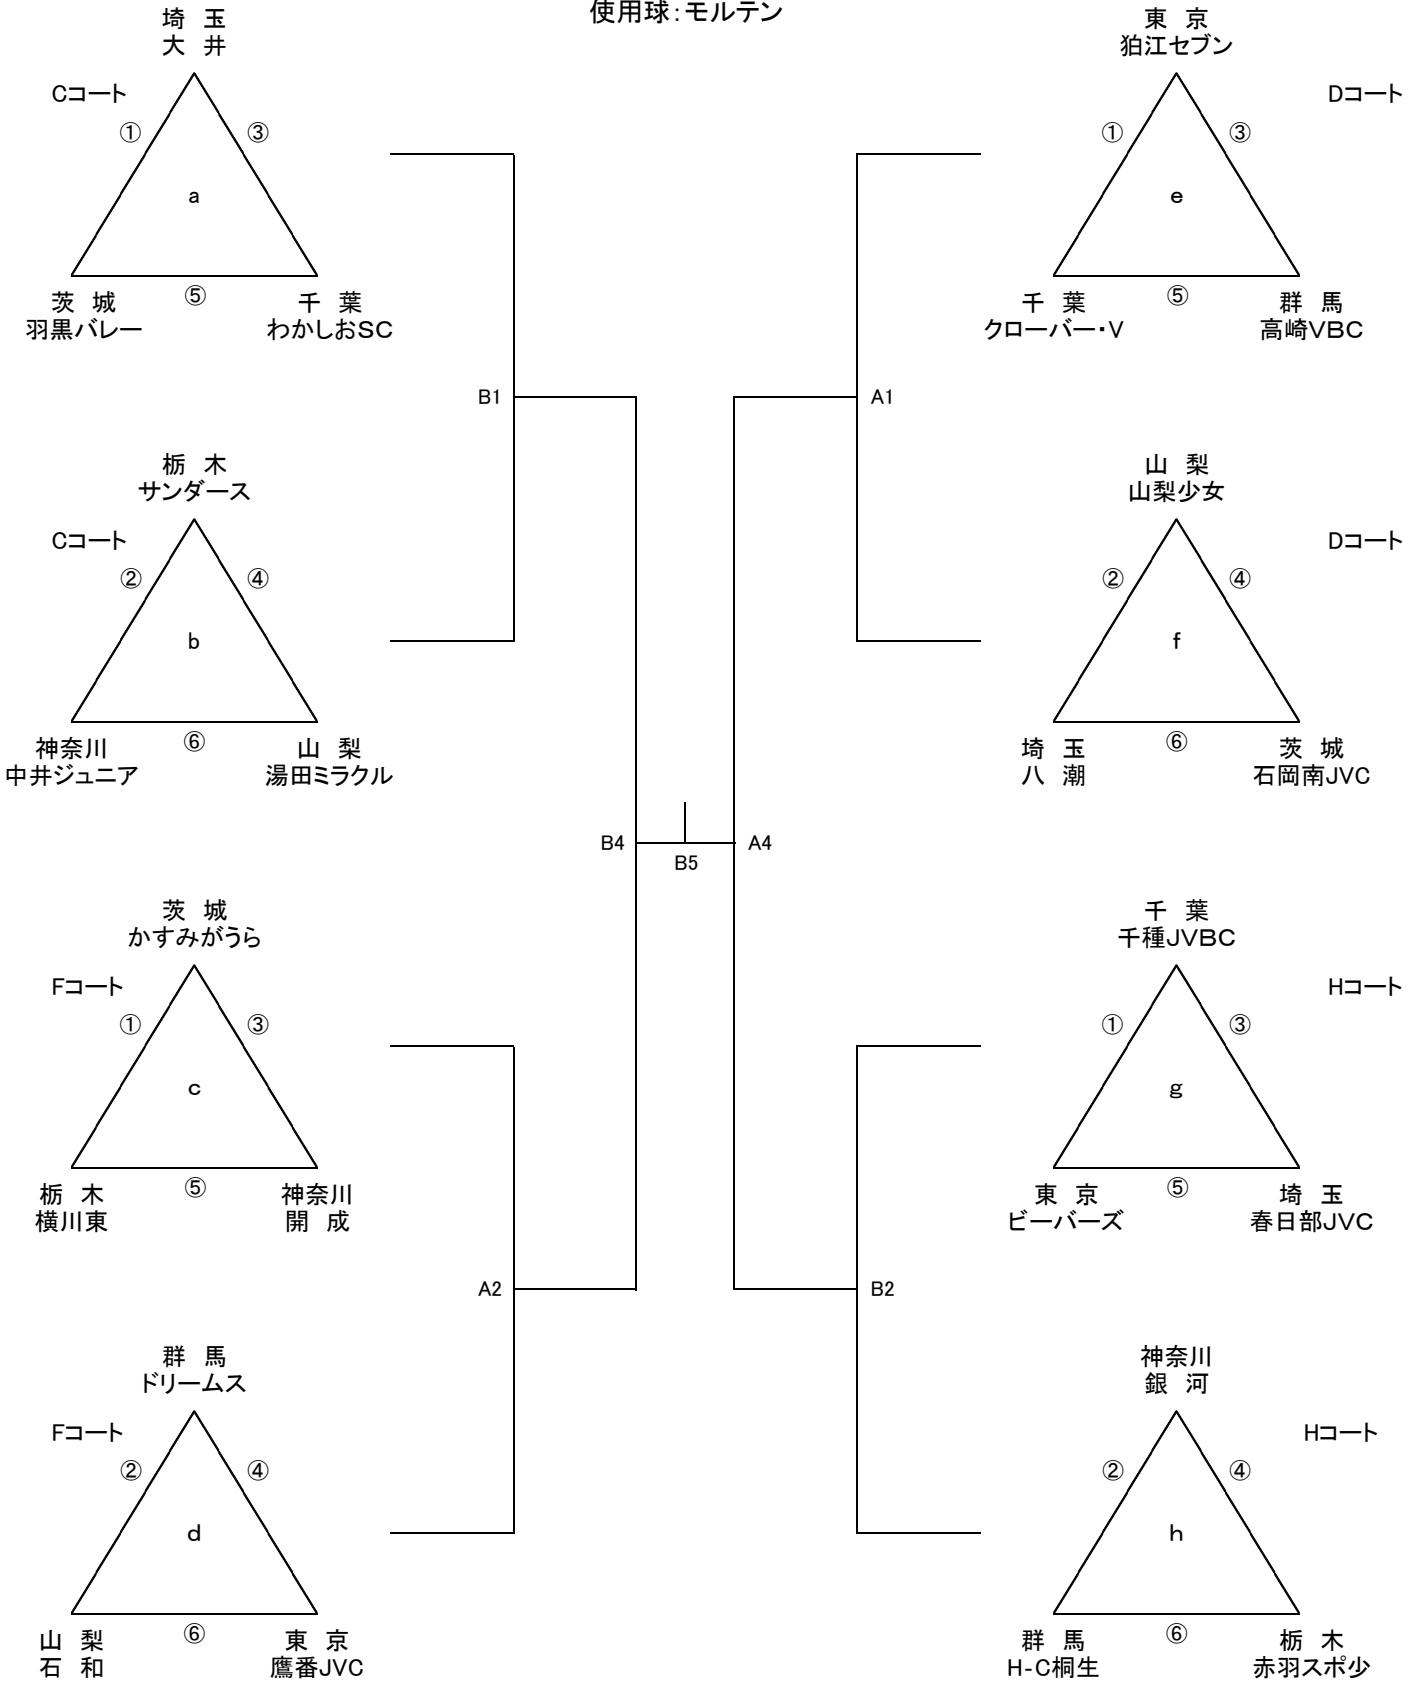 使用球：モルテン
埼　玉
大　井
Cコート
①
③
a
⑤
茨　城
羽黒バレー
千　葉
わかしおSC
栃　木
サンダース
Cコート
②
④
b
⑥
神奈川
中井ジュニア
山　梨
湯田ミラクル
茨　城
かすみがうら
Fコート
①
③
c
⑤
栃　木
横川東
神奈川
開　成
群　馬
ドリームス
Fコート
②
④
d
⑥
山　梨
石　和
東　京
鷹番JVC
B1
A2
B4
B5
A4
A1
B2
東　京
狛江セブン
Dコート
①
③
e
⑤
千　葉
クローバー・V
群　馬
高崎VBC
山　梨
山梨少女
Dコート
②
④
f
⑥
埼　玉
八　潮
茨　城
石岡南JVC
千　葉
千種JVBC
Hコート
①
③
g
⑤
東　京
ビーバーズ
埼　玉
春日部JVC
神奈川
銀　河
Hコート
②
④
h
⑥
群　馬
H-C桐生
栃　木
赤羽スポ少